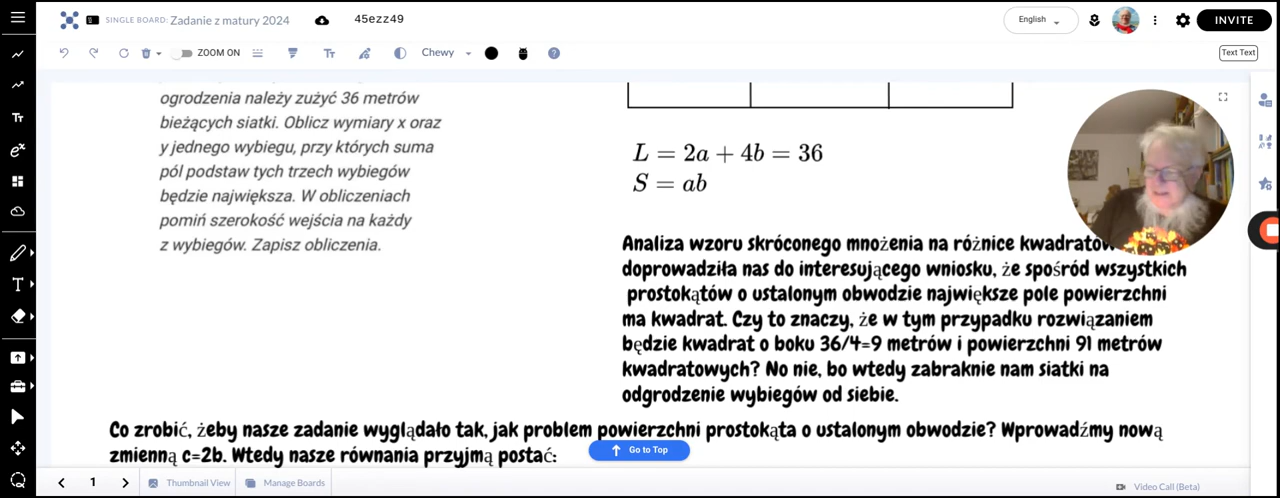 SINGLE BOARD: Zadanie z matury 2024
45ezz49
English
INVITE
ZOOM ON
Tт
Chewy
Text Text
ogrodzenia należy zużyć 36 metrów
bieżących siatki. Oblicz wymiary x oraz
y jednego wybiegu, przy których suma
pól podstaw tych trzech wybiegów
będzie największa. W obliczeniach
pomiń szerokość wejścia na każdy
z wybiegów. Zapisz obliczenia.
L = 2a + 4b = 36
S = ab
Analiza wzoru skróconego mnożenia na różnice kwadratów
doprowadziła nas do interesującego wniosku, że spośród wszystkich
prostokątów o ustalonym obwodzie największe pole powierzchni
ma kwadrat. Czy to znaczy, że w tym przypadku rozwiązaniem
będzie kwadrat o boku 36/4=9 metrów i powierzchni 91 metrów
kwadratowych? No nie, bo wtedy zabraknie nam siatki na
odgrodzenie wybiegów od siebie.
Co zrobić, żeby nasze zadanie wyglądało tak, jak problem powierzchni prostokąta o ustalonym obwodzie? Wprowadźmy nową
zmienną c=2b. Wtedy nasze równania przyjmą postać:
Go to Top
1
Thumbnail View
Manage Boards
Video Call (Beta)